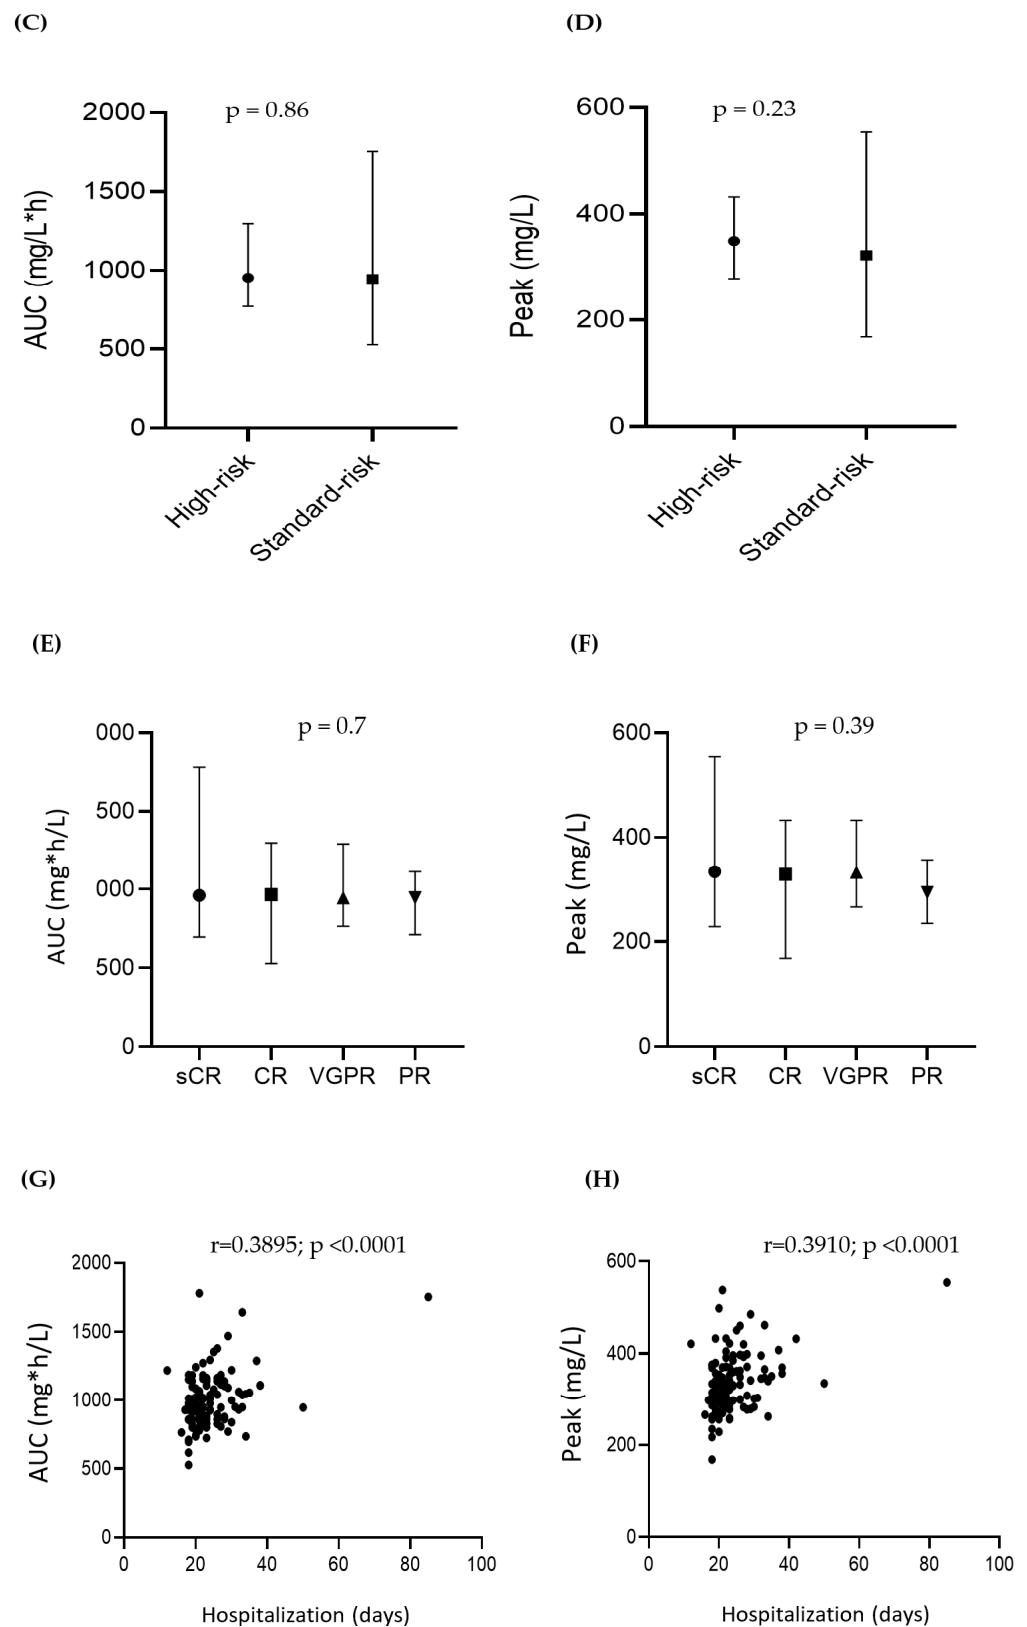 (C)
(D)
p = 0.86
2000
1500
1000
500
0
AUC (mg/L*h)
High-risk
Standard-risk
p = 0.23
600
400
200
0
Peak (mg/L)
High-risk
Standard-risk
(E)
(F)
p = 0.7
000
500
000
500
0
AUC (mg*h/L)
sCR CR VGPR PR
p = 0.39
600
400
200
0
Peak (mg/L)
sCR CR VGPR PR
(G)
(H)
r=0.3895; p <0.0001
2000
1500
1000
500
0
AUC (mg*h/L)
0 20 40 60 80 100
Hospitalization (days)
r=0.3910; p <0.0001
600
400
200
0
Peak (mg/L)
0 20 40 60 80 100
Hospitalization (days)